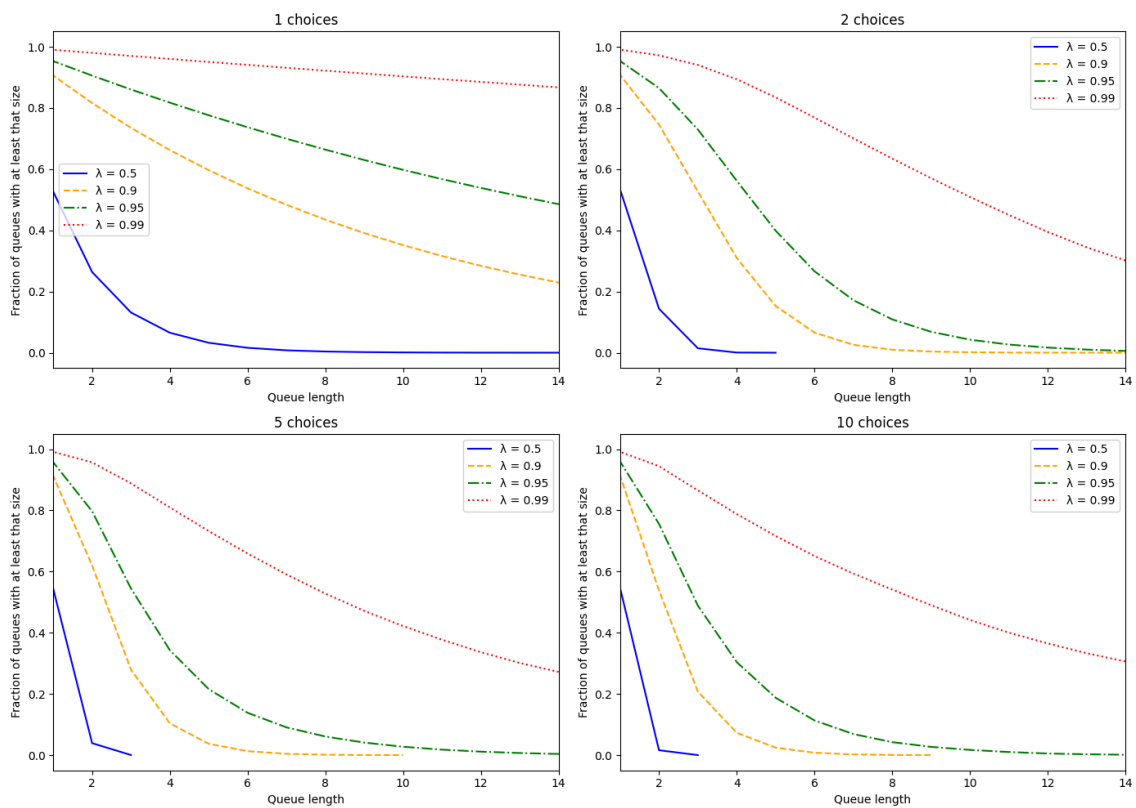 1 choices
Fraction of queues with at least that size
1.0
0.8
0.6
0.4
0.2
0.0
λ = 0.5
λ = 0.9
λ = 0.95
λ = 0.99
2 4 6 8 10 12 14
Queue length
2 choices
Fraction of queues with at least that size
1.0
0.8
0.6
0.4
0.2
0.0
λ = 0.5
λ = 0.9
λ = 0.95
λ = 0.99
2 4 6 8 10 12 14
Queue length
5 choices
Fraction of queues with at least that size
1.0
0.8
0.6
0.4
0.2
0.0
λ = 0.5
λ = 0.9
λ = 0.95
λ = 0.99
2 4 6 8 10 12 14
Queue length
10 choices
Fraction of queues with at least that size
1.0
0.8
0.6
0.4
0.2
0.0
λ = 0.5
λ = 0.9
λ = 0.95
λ = 0.99
2 4 6 8 10 12 14
Queue length